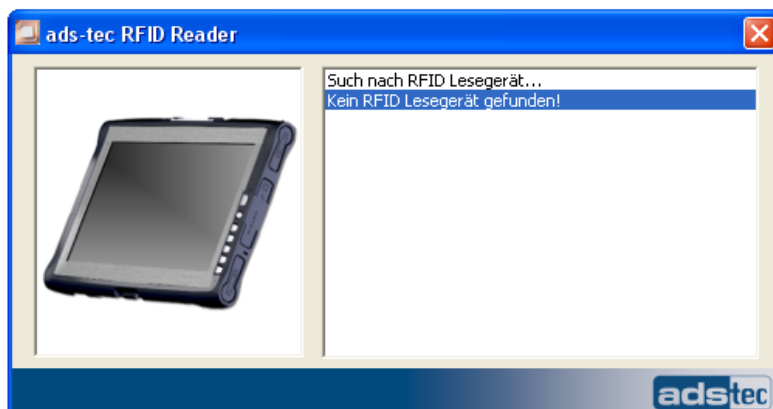 ads-tec RFID Reader
Such nach RFID Lesegerät...
Kein RFID Lesegerät gefunden!
adstec